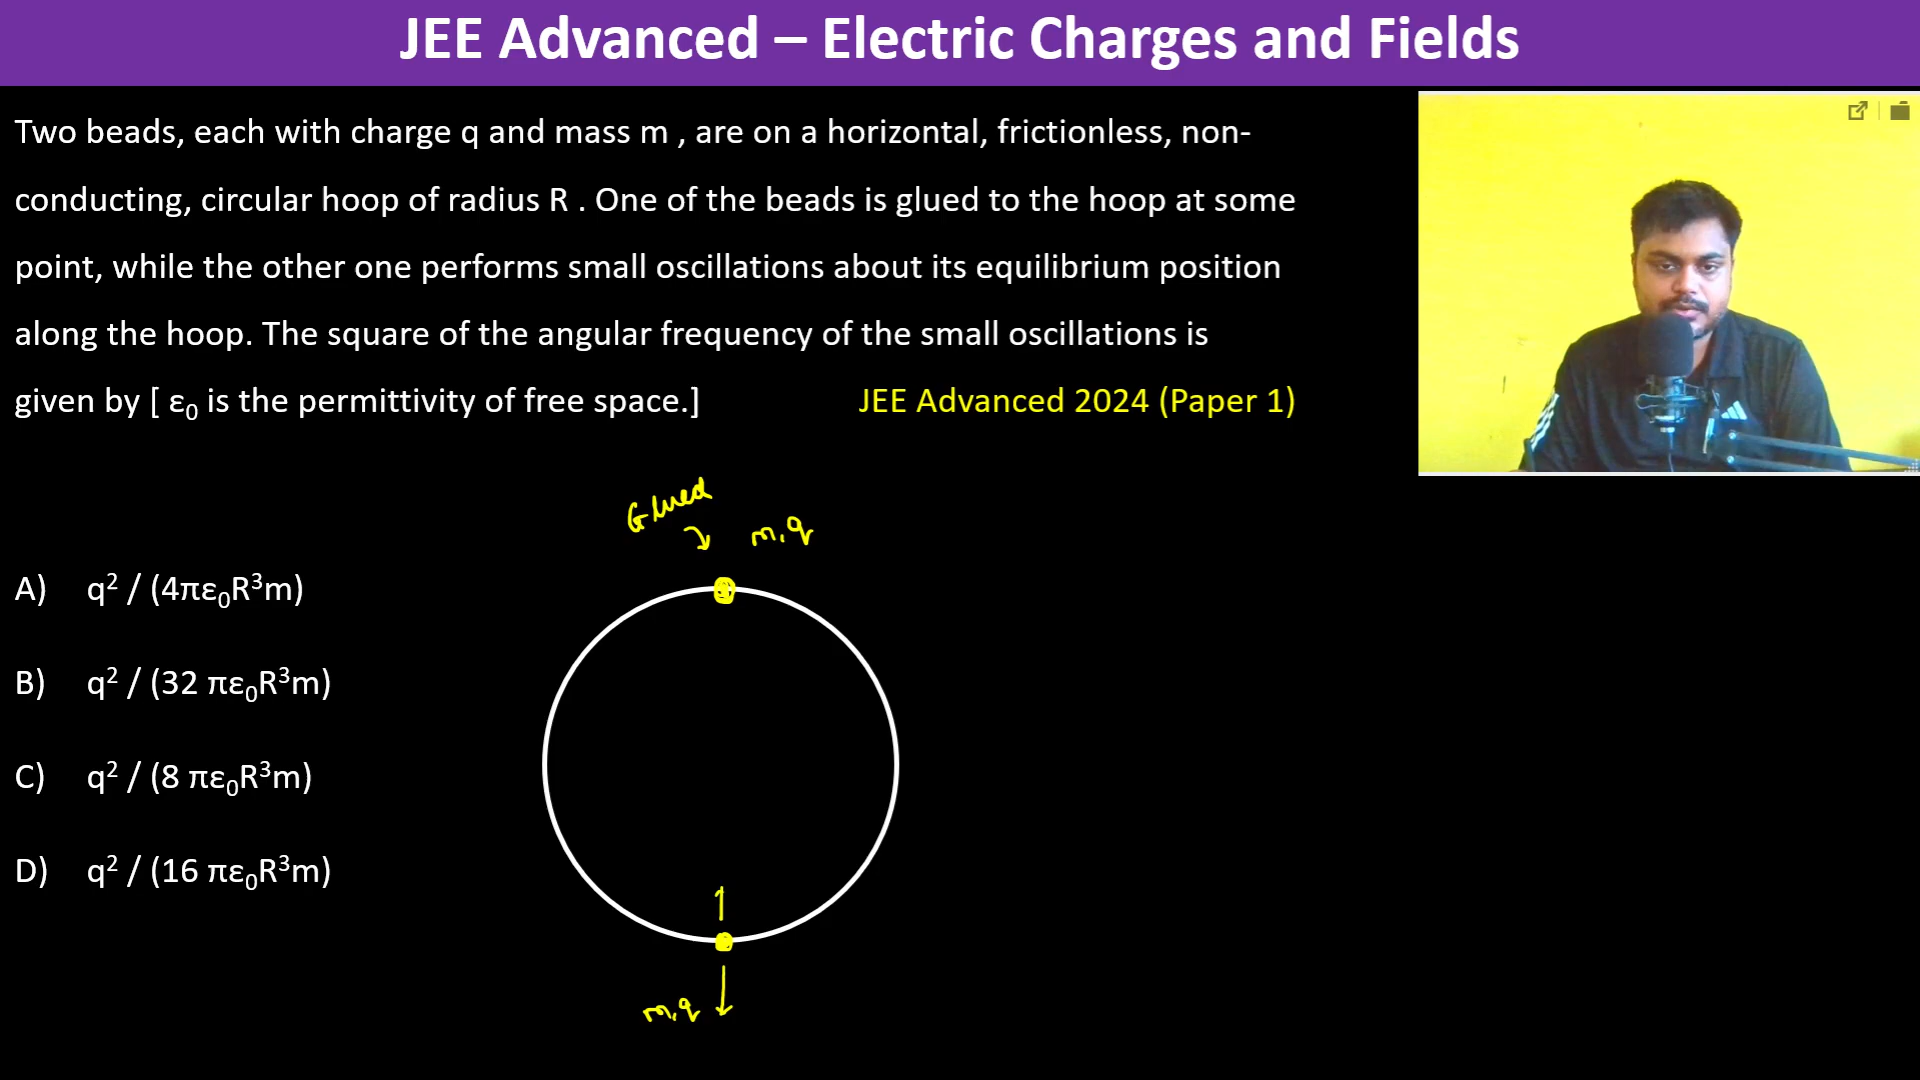 JEE Advanced – Electric Charges and Fields
Two beads, each with charge q and mass m , are on a horizontal, frictionless, non-
conducting, circular hoop of radius R . One of the beads is glued to the hoop at some
point, while the other one performs small oscillations about its equilibrium position
along the hoop. The square of the angular frequency of the small oscillations is
given by [ ε₀ is the permittivity of free space.] JEE Advanced 2024 (Paper 1)
Glued
m,q
A) q² / (4πε₀R³m)
B) q² / (32 πε₀R³m)
C) q² / (8 πε₀R³m)
D) q² / (16 πε₀R³m)
m,q